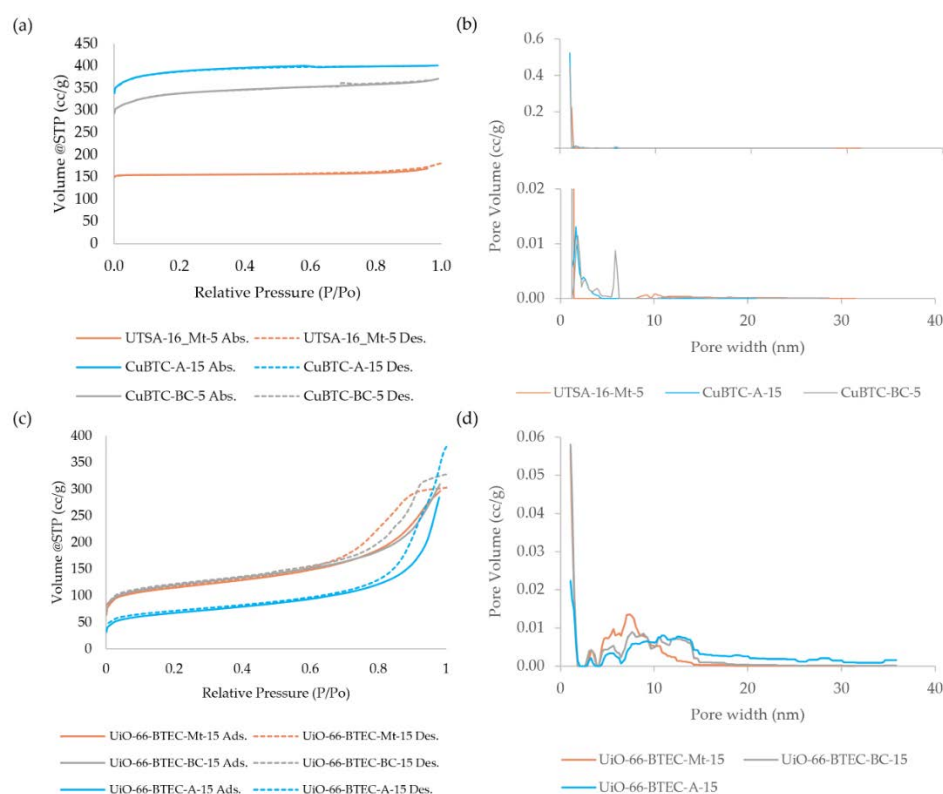 (a)
450
400
350
300
250
200
150
100
50
0
Volume @STP (cc/g)
0.0 0.2 0.4 0.6 0.8 1.0
Relative Pressure (P/Po)
UTSA-16_Mt-5 Abs. UTSA-16_Mt-5 Des.
CuBTC-A-15 Abs. CuBTC-A-15 Des.
CuBTC-BC-5 Abs. CuBTC-BC-5 Des.
(b)
0.6
0.4
0.2
0.02
0.01
0.00
Pore Volume (cc/g)
0 10 20 30 40
Pore width (nm)
UTSA-16-Mt-5 CuBTC-A-15 CuBTC-BC-5
(c)
400
350
300
250
200
150
100
50
0
Volume @STP (cc/g)
0 0.2 0.4 0.6 0.8 1
Relative Pressure (P/Po)
UiO-66-BTEC-Mt-15 Ads. UiO-66-BTEC-Mt-15 Des.
UiO-66-BTEC-BC-15 Ads. UiO-66-BTEC-BC-15 Des.
UiO-66-BTEC-A-15 Ads. UiO-66-BTEC-A-15 Des.
(d)
0.06
0.05
0.04
0.03
0.02
0.01
0.00
Pore Volume (cc/g)
0 10 20 30 40
Pore width (nm)
UiO-66-BTEC-Mt-15 UiO-66-BTEC-BC-15
UiO-66-BTEC-A-15